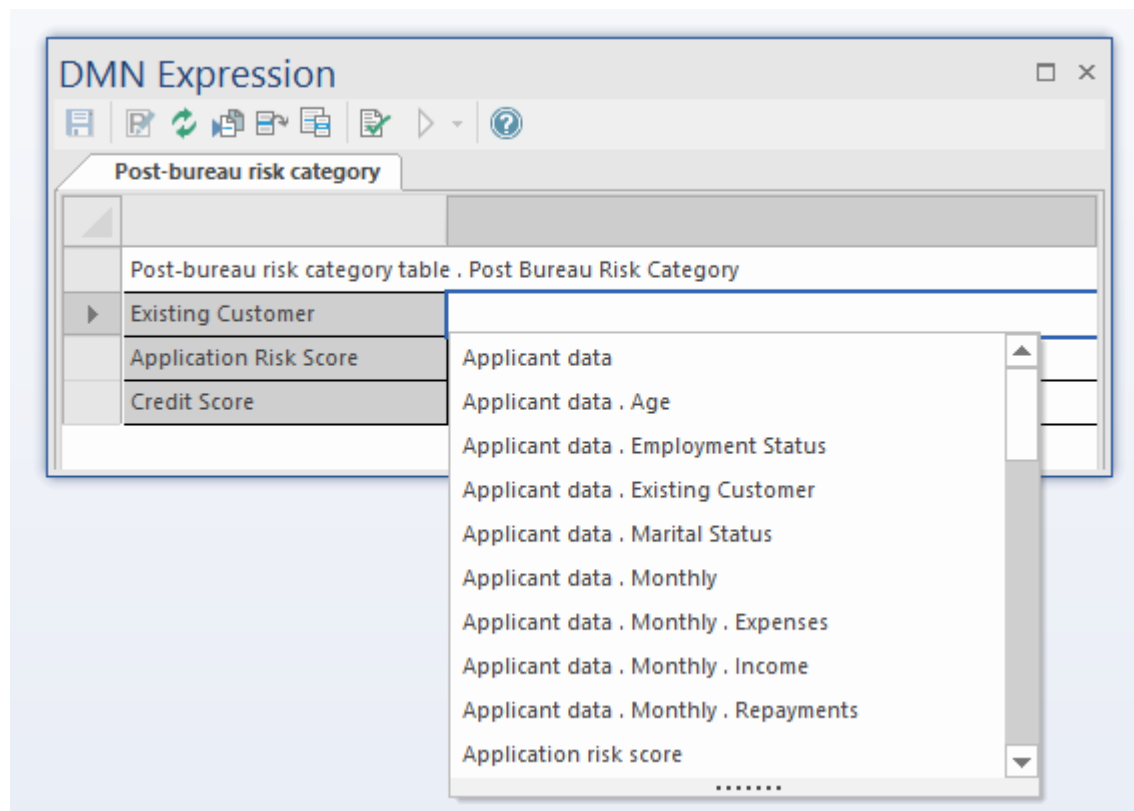 DMN Expression
Post-bureau risk category
Post-bureau risk category table . Post Bureau Risk Category
Existing Customer
Application Risk Score
Credit Score
Applicant data
Applicant data . Age
Applicant data . Employment Status
Applicant data . Existing Customer
Applicant data . Marital Status
Applicant data . Monthly
Applicant data . Monthly . Expenses
Applicant data . Monthly . Income
Applicant data . Monthly . Repayments
Application risk score